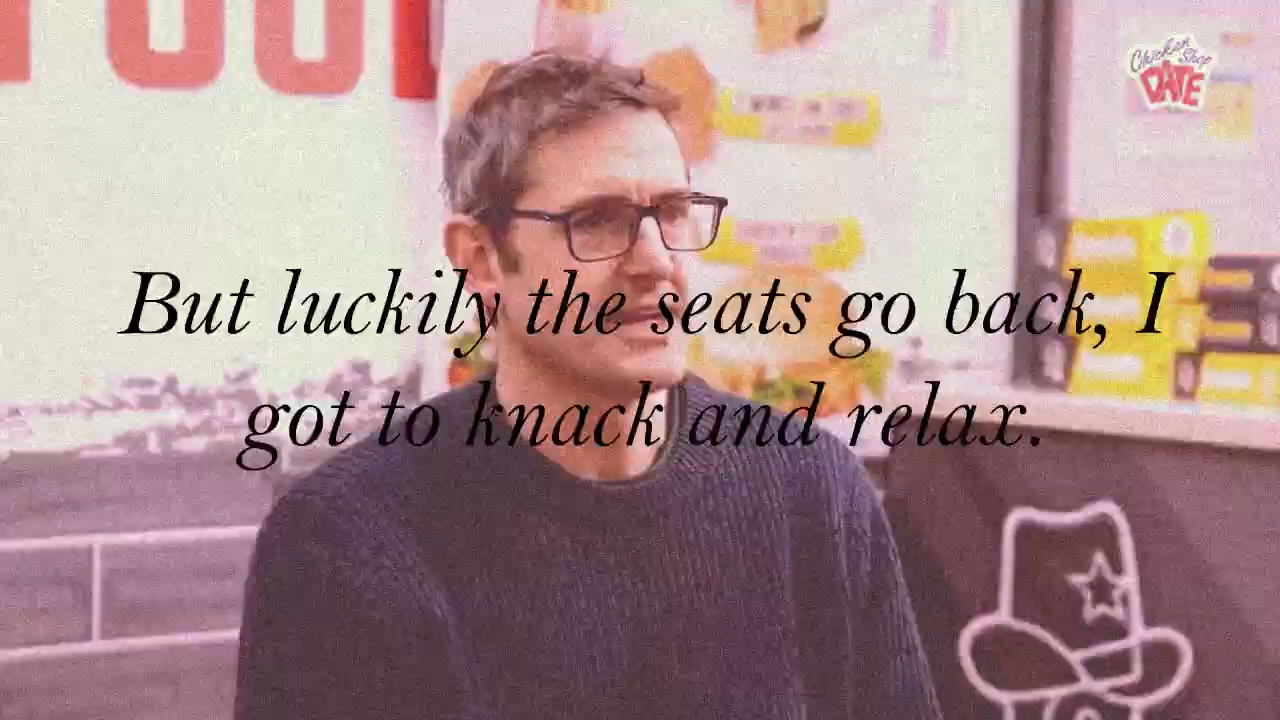 Chicken Shop
DATE
But luckily the seats go back, I
got to knack and relax.